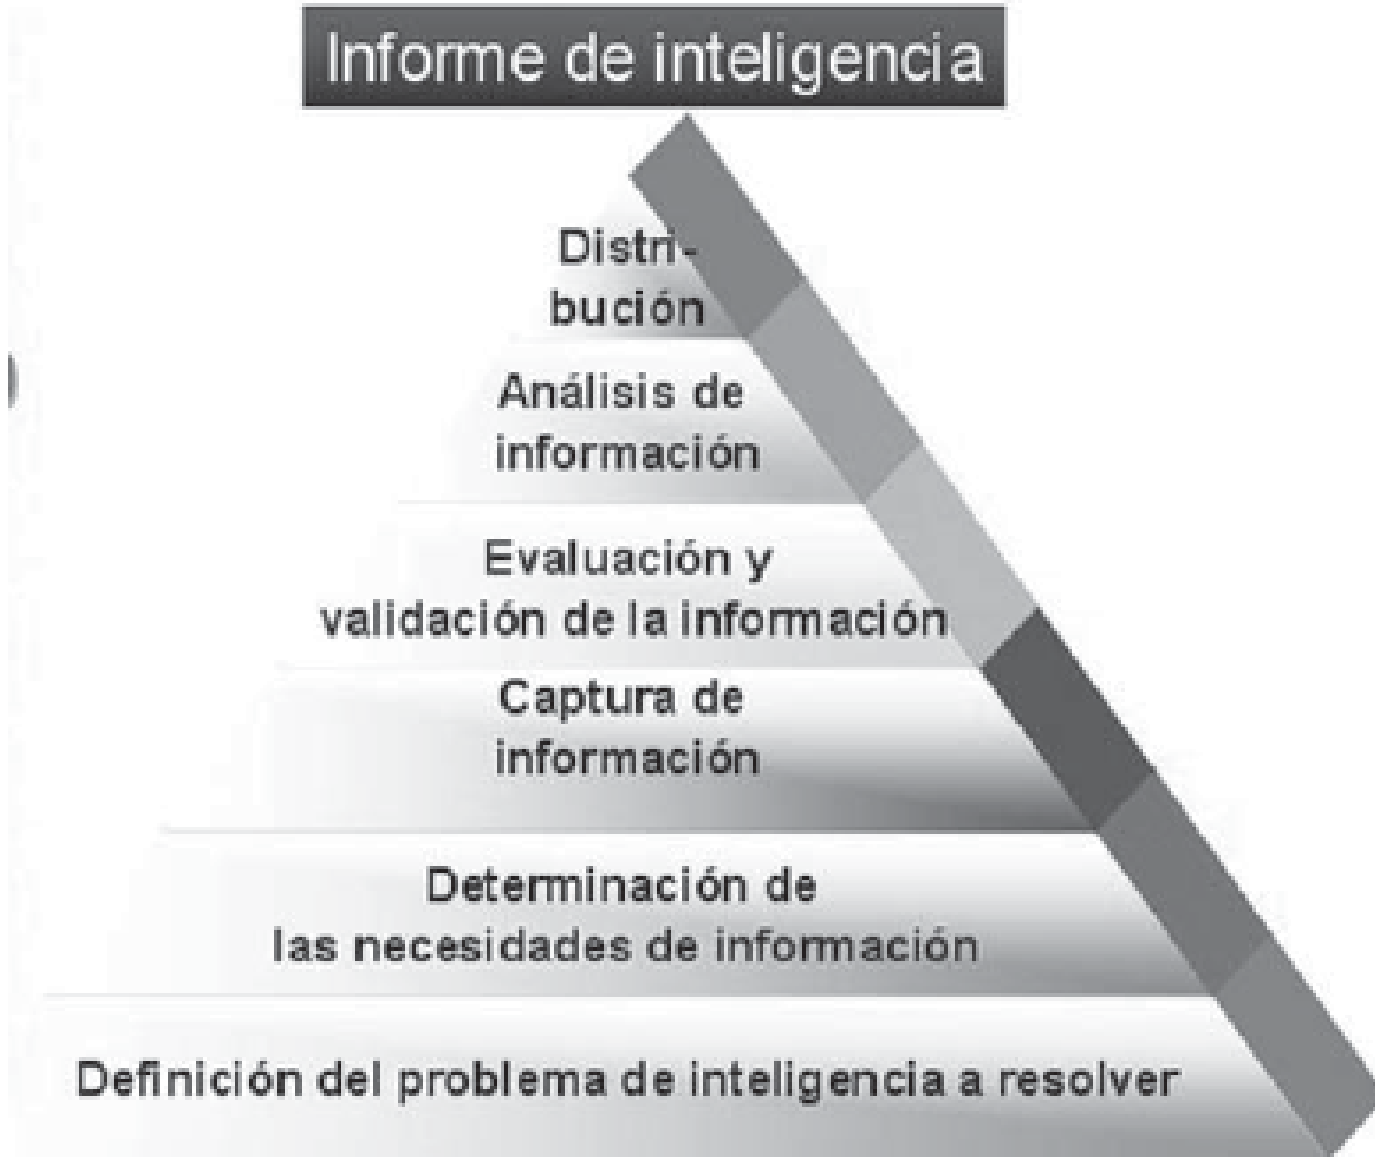 Informe de inteligencia
Distri-
bución
Análisis de
información
Evaluación y
validación de la información
Captura de
información
Determinación de
las necesidades de información
Definición del problema de inteligencia a resolver